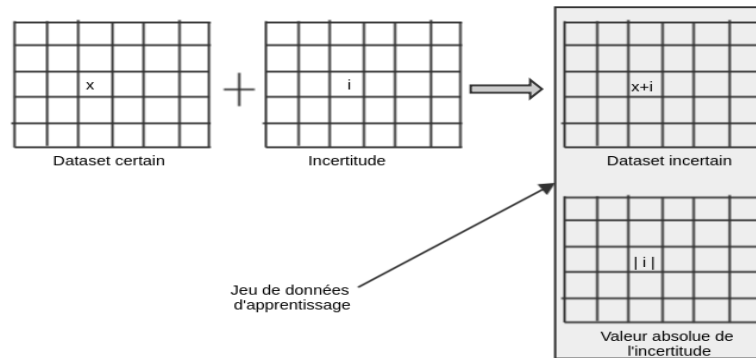 x
i
x+i
Dataset certain
Incertitude
Dataset incertain
| i |
Jeu de données
d'apprentissage
Valeur absolue de
l'incertitude